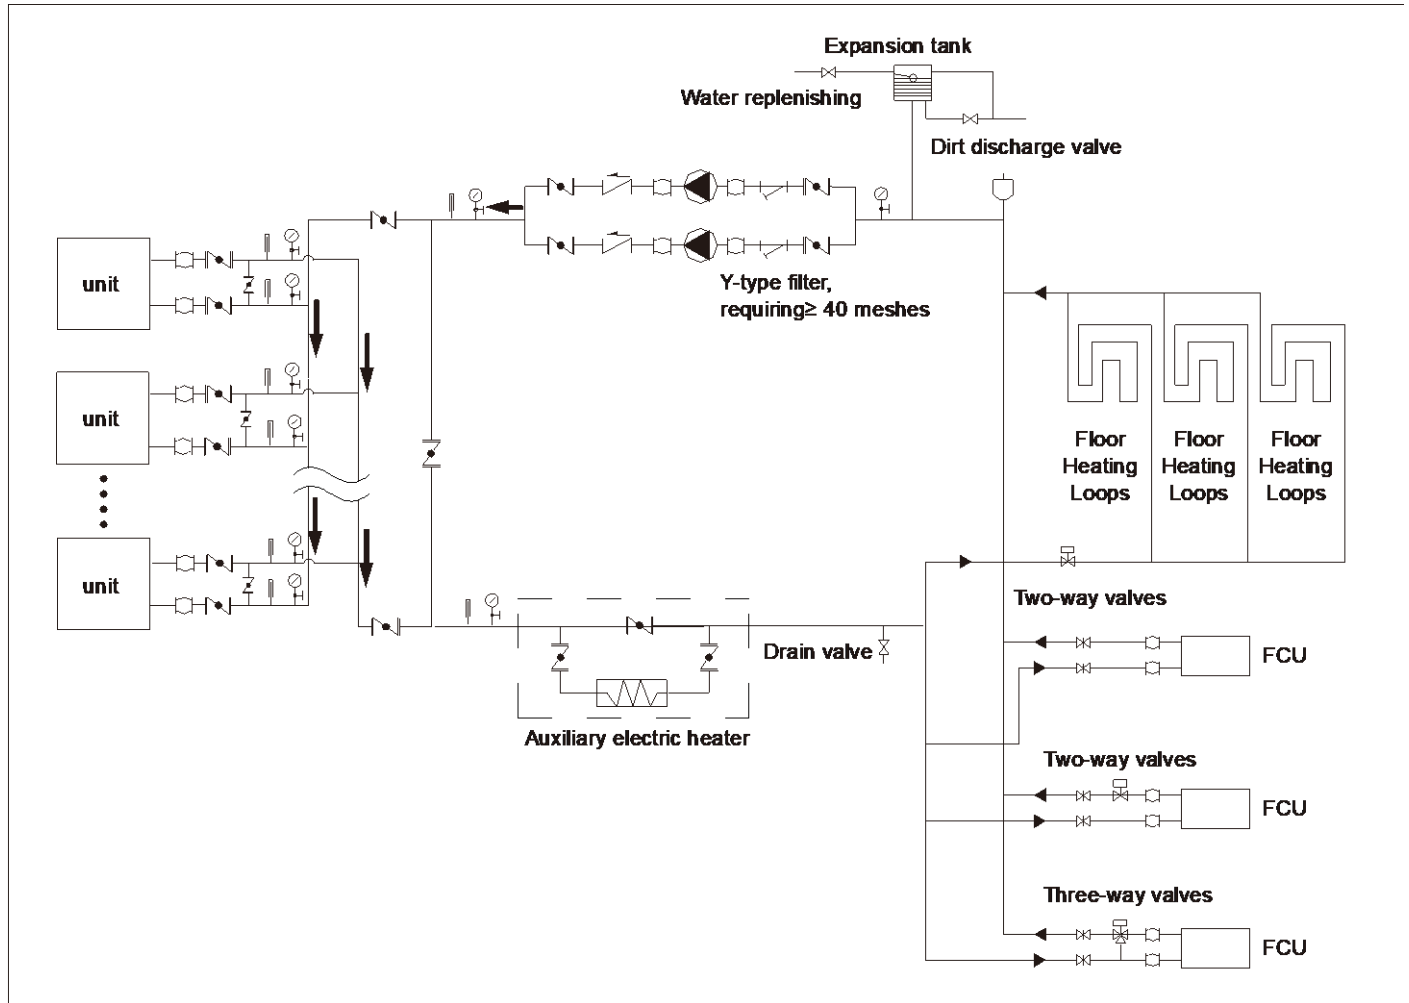 Expansion tank
Water replenishing
Dirt discharge valve
Y-type filter,
requiring≥ 40 meshes
unit
unit
unit
Floor
Heating
Loops
Floor
Heating
Loops
Floor
Heating
Loops
Two-way valves
FCU
Drain valve
Auxiliary electric heater
Two-way valves
FCU
Three-way valves
FCU